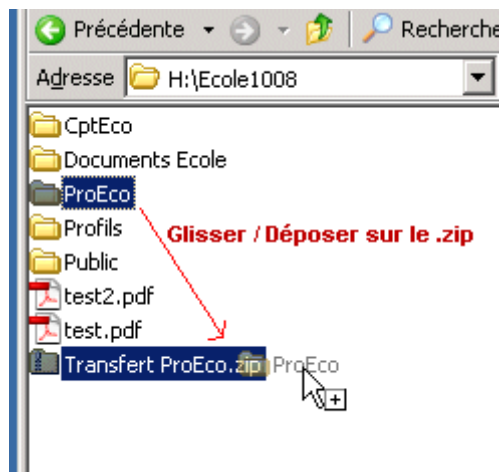 Précédente Recherche
Adresse H:\Ecole1008
CptEco
Documents Ecole
ProEco
Profils
Glisser / Déposer sur le .zip
Public
test2.pdf
test.pdf
Transfert ProEco.zip ProEco